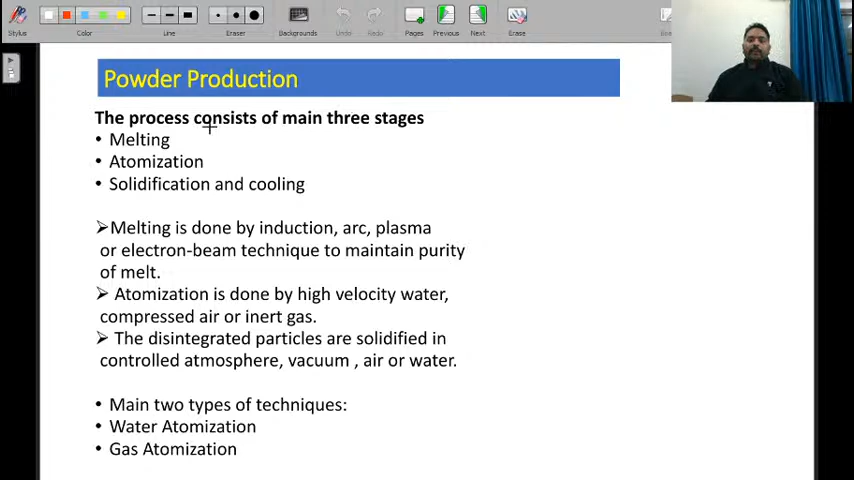 Stylus
Color
Line
Eraser
Backgrounds
Undo
Redo
Pages
Previous
Next
Erase
Powder Production
The process consists of main three stages
• Melting
• Atomization
• Solidification and cooling
➢Melting is done by induction, arc, plasma
or electron-beam technique to maintain purity
of melt.
➢ Atomization is done by high velocity water,
compressed air or inert gas.
➢ The disintegrated particles are solidified in
controlled atmosphere, vacuum , air or water.
• Main two types of techniques:
• Water Atomization
• Gas Atomization